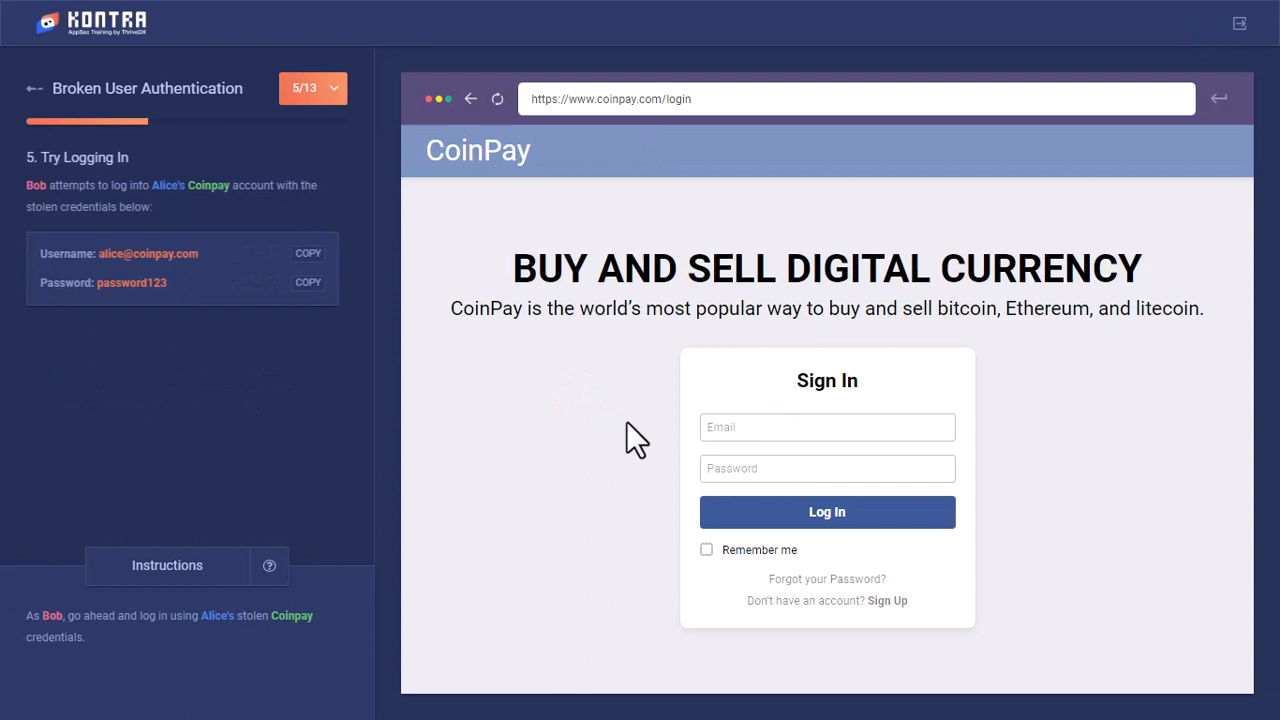 KONTRA
AppSec Training by ThriveDX
Broken User Authentication
5/13
5. Try Logging In
Bob attempts to log into Alice's Coinpay account with the
stolen credentials below:
Username: alice@coinpay.com
COPY
Password: password123
COPY
Instructions
?
As Bob, go ahead and log in using Alice's stolen Coinpay
credentials.
https://www.coinpay.com/login
CoinPay
BUY AND SELL DIGITAL CURRENCY
CoinPay is the world's most popular way to buy and sell bitcoin, Ethereum, and litecoin.
Sign In
Email
Password
Log In
Remember me
Forgot your Password?
Don't have an account? Sign Up